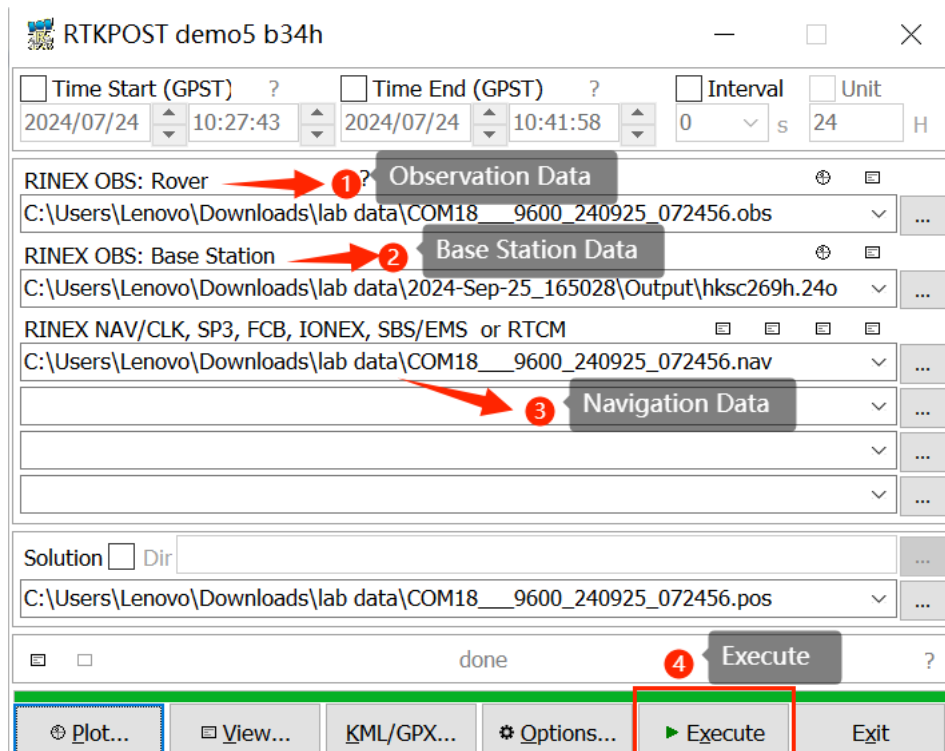 RTKPOST demo5 b34h
Time Start (GPST) ? Time End (GPST) ? Interval Unit
2024/07/24 10:27:43 2024/07/24 10:41:58 0 s 24 H
RINEX OBS: Rover 1 ? Observation Data
C:\Users\Lenovo\Downloads\lab data\COM18___9600_240925_072456.obs ...
RINEX OBS: Base Station 2 Base Station Data
C:\Users\Lenovo\Downloads\lab data\2024-Sep-25_165028\Output\hksc269h.24o ...
RINEX NAV/CLK, SP3, FCB, IONEX, SBS/EMS or RTCM
C:\Users\Lenovo\Downloads\lab data\COM18___9600_240925_072456.nav ...
3 Navigation Data ...
...
...
Solution Dir ...
C:\Users\Lenovo\Downloads\lab data\COM18___9600_240925_072456.pos ...
done 4 Execute ?
Plot... View... KML/GPX... Options... Execute Exit